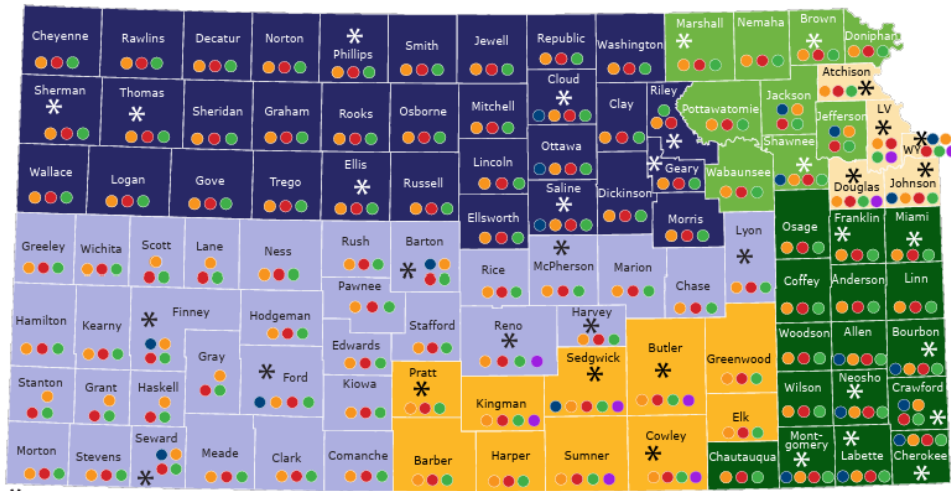 Marshall Nemaha Brown Doniphan
Cheyenne Rawlins Decatur Norton Phillips Smith Jewell Republic Washington
Atchison
Sherman Thomas Sheridan Graham Rooks Osborne Mitchell Cloud Clay Riley Pottawatomie Jackson Jefferson LV
Ottawa Shawnee WY
Wallace Logan Gove Trego Ellis Russell Lincoln Saline Dickinson Geary Wabaunsee Douglas Johnson
Ellsworth Morris
Greeley Wichita Scott Lane Ness Rush Barton Rice McPherson Marion Chase Lyon Osage Franklin Miami
Pawnee
Coffey Anderson Linn
Hamilton Kearny Finney Hodgeman Stafford Reno Harvey
Gray Edwards Sedgwick Butler Greenwood Woodson Allen Bourbon
Stanton Grant Haskell Ford Kiowa Pratt Kingman Wilson Neosho Crawford
Elk
Morton Stevens Seward Meade Clark Comanche Barber Harper Sumner Cowley Chautauqua Mont-
gomery Labette Cherokee